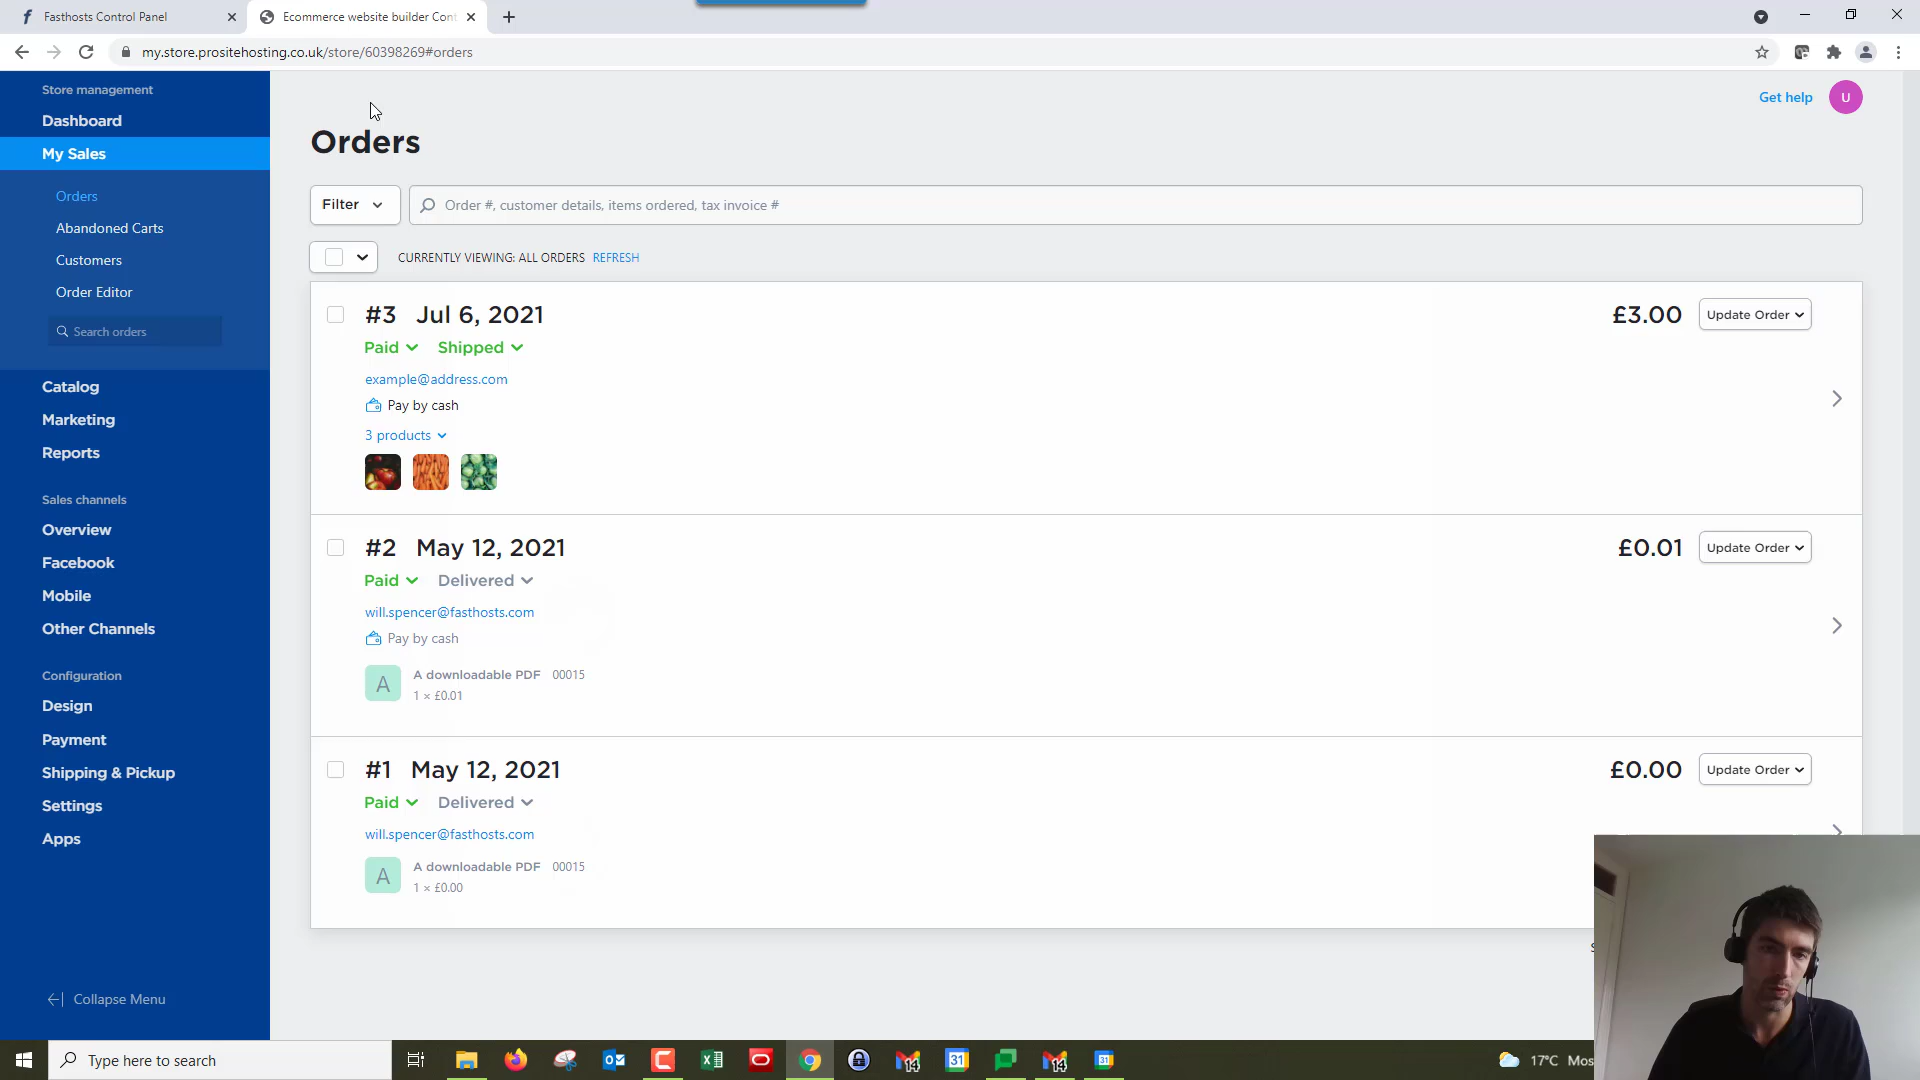 Fasthosts Control Panel
Ecommerce website builder Cont
my.store.prositehosting.co.uk/store/60398269#orders
Store management
Dashboard
My Sales
Orders
Abandoned Carts
Customers
Order Editor
Search orders
Catalog
Marketing
Reports
Sales channels
Overview
Facebook
Mobile
Other Channels
Configuration
Design
Payment
Shipping & Pickup
Settings
Apps
Collapse Menu
Get help
U
Orders
Filter
Order #, customer details, items ordered, tax invoice #
CURRENTLY VIEWING: ALL ORDERS REFRESH
#3 Jul 6, 2021
£3.00
Update Order
Paid Shipped
example@address.com
Pay by cash
3 products
#2 May 12, 2021
£0.01
Update Order
Paid Delivered
will.spencer@fasthosts.com
Pay by cash
A
A downloadable PDF 00015
1 × £0.01
#1 May 12, 2021
£0.00
Update Order
Paid Delivered
will.spencer@fasthosts.com
A
A downloadable PDF 00015
1 × £0.00
Type here to search
14
31
14
31
17°C Mos